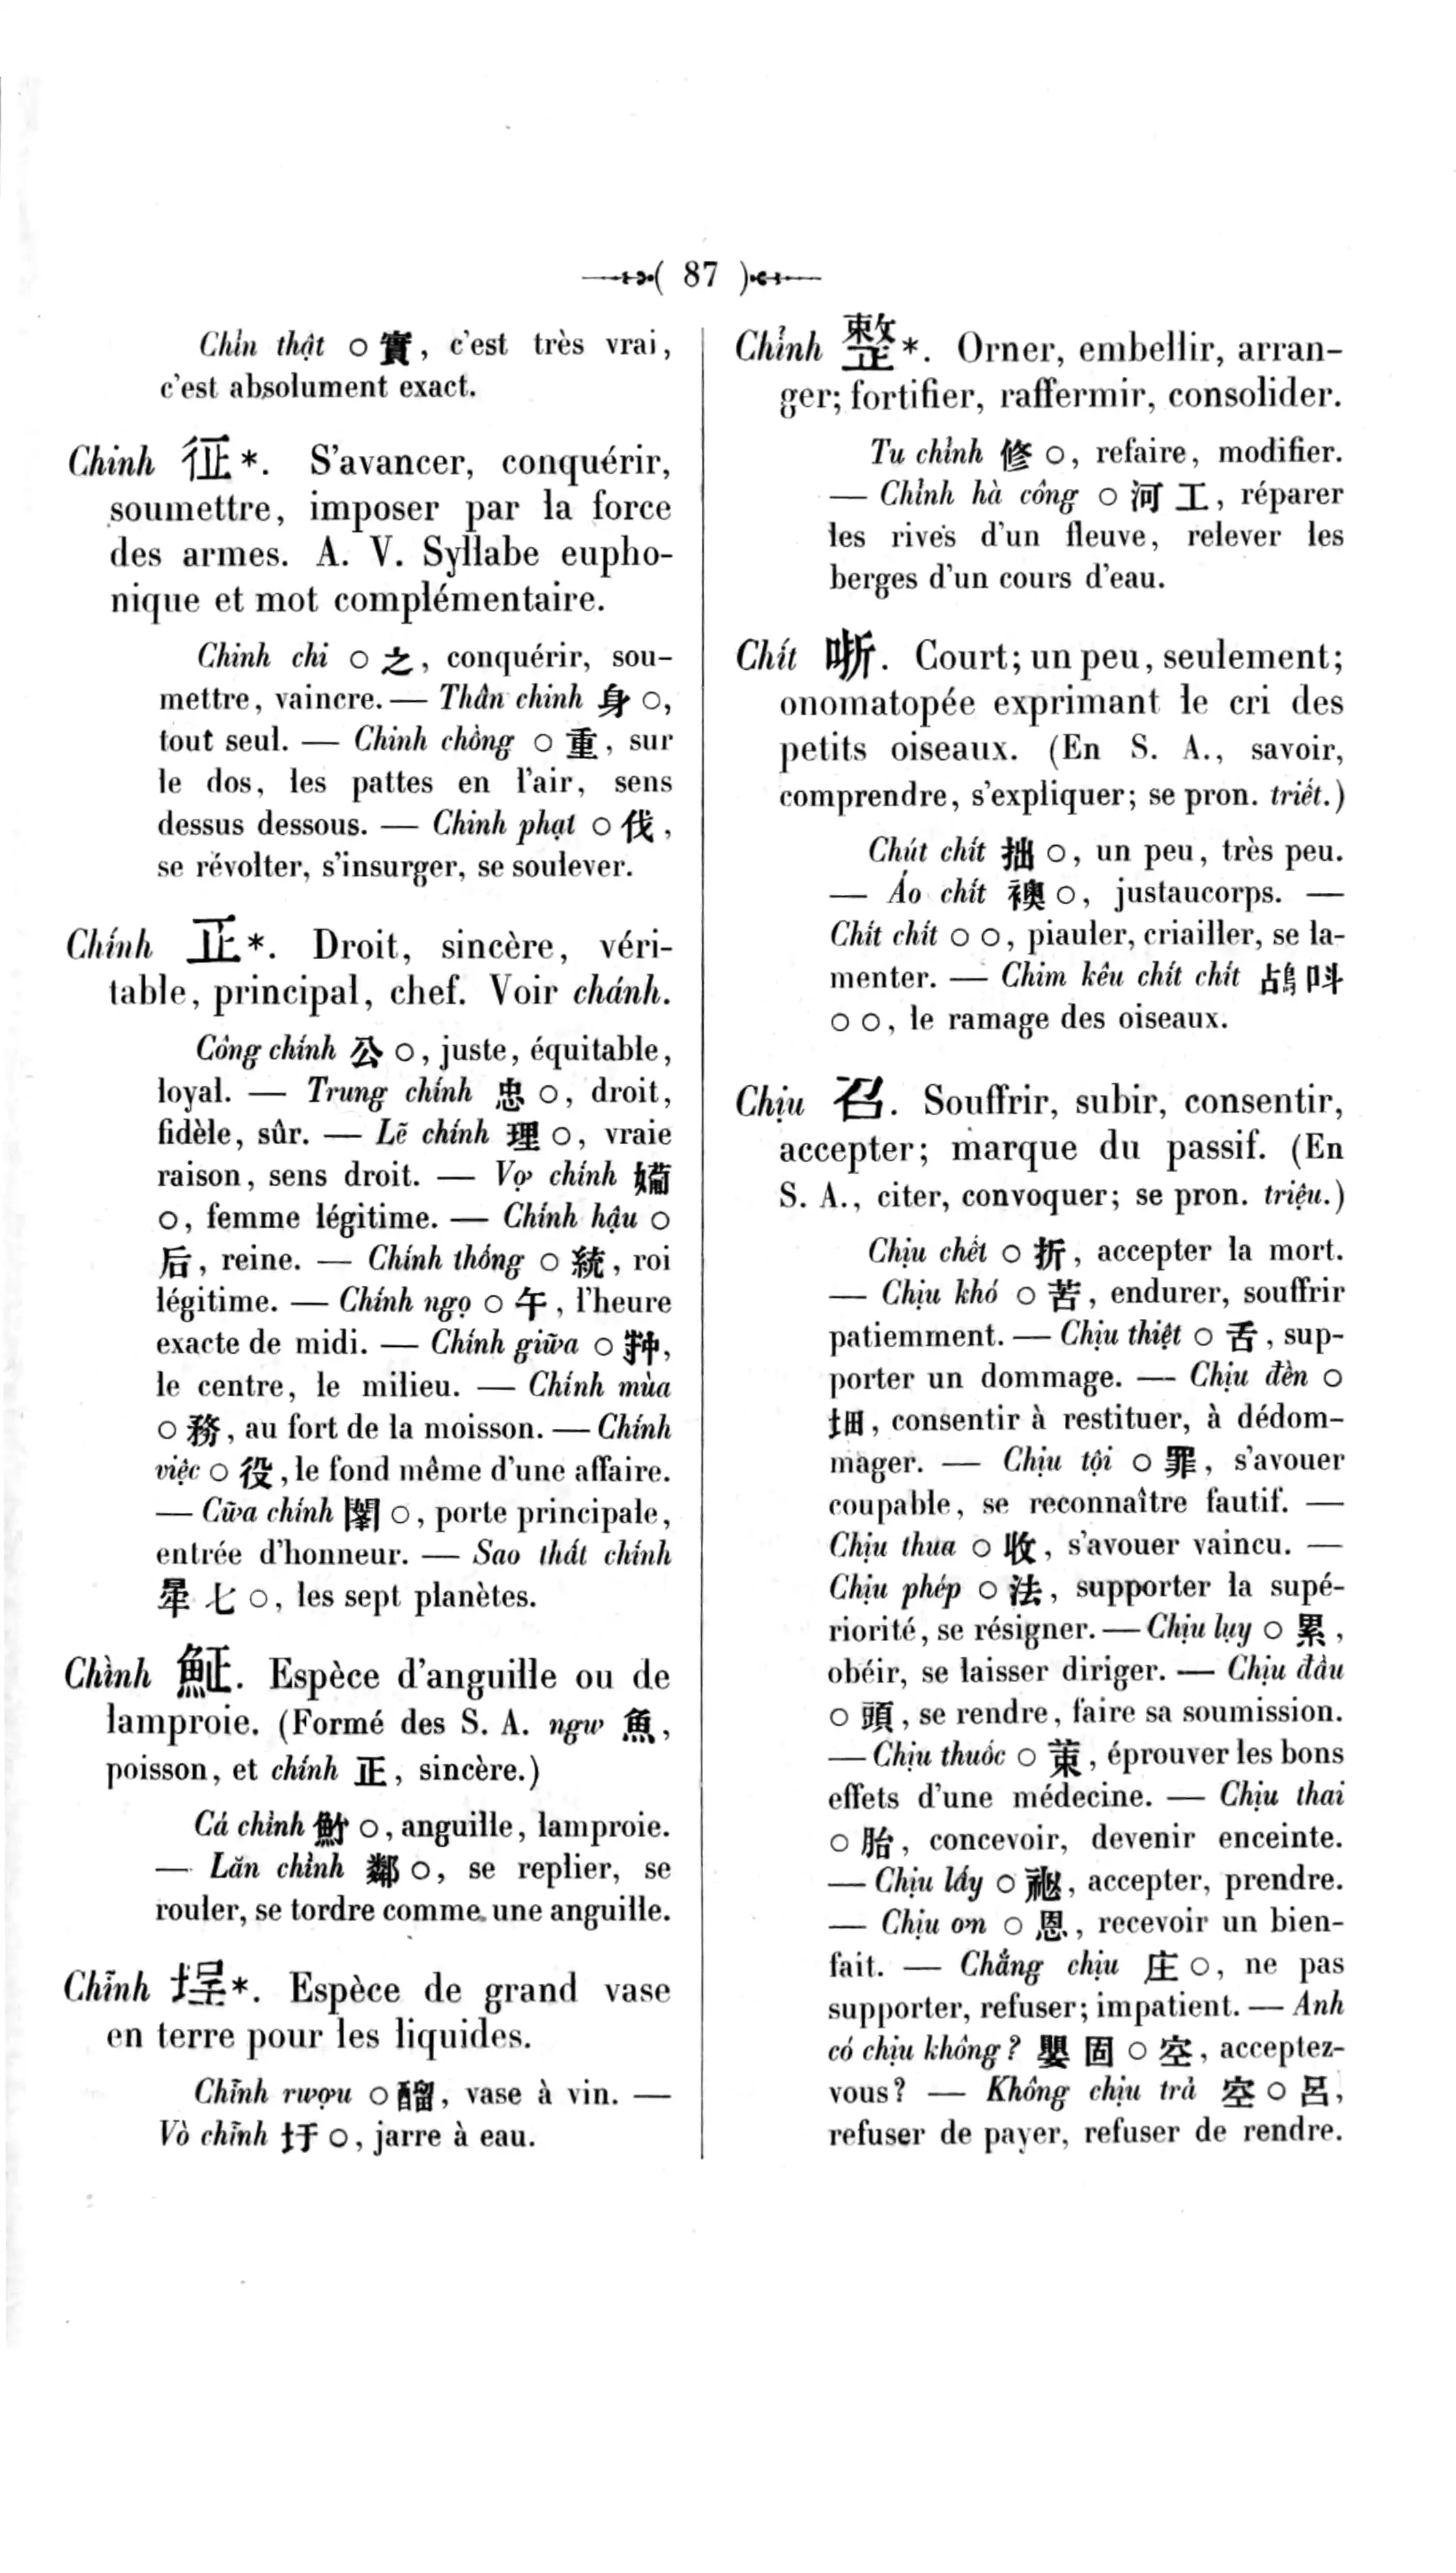 ( 87 )
Chỉn thật ○ 實, c'est très vrai,
c'est absolument exact.
Chinh 征 *. S'avancer, conquérir,
soumettre, imposer par la force
des armes. A. V. Syllabe eupho-
nique et mot complémentaire.
Chinh chi ○ 之, conquérir, sou-
mettre, vaincre. — Thân chinh 身 ○,
tout seul. — Chinh chồng ○ 重, sur
le dos, les pattes en l'air, sens
dessus dessous. — Chinh phạt ○ 伐,
se révolter, s'insurger, se soulever.
Chính 正 *. Droit, sincère, véri-
table, principal, chef. Voir chánh.
Công chính 公 ○, juste, équitable,
loyal. — Trung chính 忠 ○, droit,
fidèle, sûr. — Lẽ chính 理 ○, vraie
raison, sens droit. — Vợ chính
○, femme légitime. — Chính hậu ○
后, reine. — Chính thống ○ 統, roi
légitime. — Chính ngọ ○ 午, l'heure
exacte de midi. — Chính giữa ○
le centre, le milieu. — Chính mùa
○ 務, au fort de la moisson. — Chính
việc ○ 役, le fond même d'une affaire.
— Cữa chính ○, porte principale,
entrée d'honneur. — Sao thất chính
七 ○, les sept planètes.
Chình 鮏. Espèce d'anguille ou de
lamproie. (Formé des S. A. ngư 魚,
poisson, et chính 正, sincère.)
Cá chình ○, anguille, lamproie.
— Lăn chình 鄰 ○, se replier, se
rouler, se tordre comme une anguille.
Chĩnh 埕 *. Espèce de grand vase
en terre pour les liquides.
Chĩnh rượu ○ 醑, vase à vin. —
Vò chĩnh 圩 ○, jarre à eau.
Chỉnh 整 *. Orner, embellir, arran-
ger; fortifier, raffermir, consolider.
Tu chỉnh 修 ○, refaire, modifier.
— Chỉnh hà công ○ 河 工, réparer
les rives d'un fleuve, relever les
berges d'un cours d'eau.
Chít 哳. Court; un peu, seulement;
onomatopée exprimant le cri des
petits oiseaux. (En S. A., savoir,
comprendre, s'expliquer; se pron. triết.)
Chút chít 拙 ○, un peu, très peu.
— Áo chít 襖 ○, justaucorps. —
Chít chít ○ ○, piauler, criailler, se la-
menter. — Chim kêu chít chít 呌
○ ○, le ramage des oiseaux.
Chịu 召. Souffrir, subir, consentir,
accepter; marque du passif. (En
S. A., citer, convoquer; se pron. triệu.)
Chịu chết ○ 折, accepter la mort.
— Chịu khó ○ 苦, endurer, souffrir
patiemment. — Chịu thiệt ○ 舌, sup-
porter un dommage. — Chịu đền ○
畑, consentir à restituer, à dédom-
mager. — Chịu tội ○ 罪, s'avouer
coupable, se reconnaître fautif. —
Chịu thua ○ 收, s'avouer vaincu. —
Chịu phép ○ 法, supporter la supé-
riorité, se résigner. — Chịu lụy ○ 累,
obéir, se laisser diriger. — Chịu đầu
○ 頭, se rendre, faire sa soumission.
— Chịu thuốc ○, éprouver les bons
effets d'une médecine. — Chịu thai
○ 胎, concevoir, devenir enceinte.
— Chịu lấy ○, accepter, prendre.
— Chịu ơn ○ 恩, recevoir un bien-
fait. — Chẳng chịu 庄 ○, ne pas
supporter, refuser; impatient. — Anh
có chịu không? 嬰 固 ○ 空, acceptez-
vous? — Không chịu trả 空 ○ 呂,
refuser de payer, refuser de rendre.